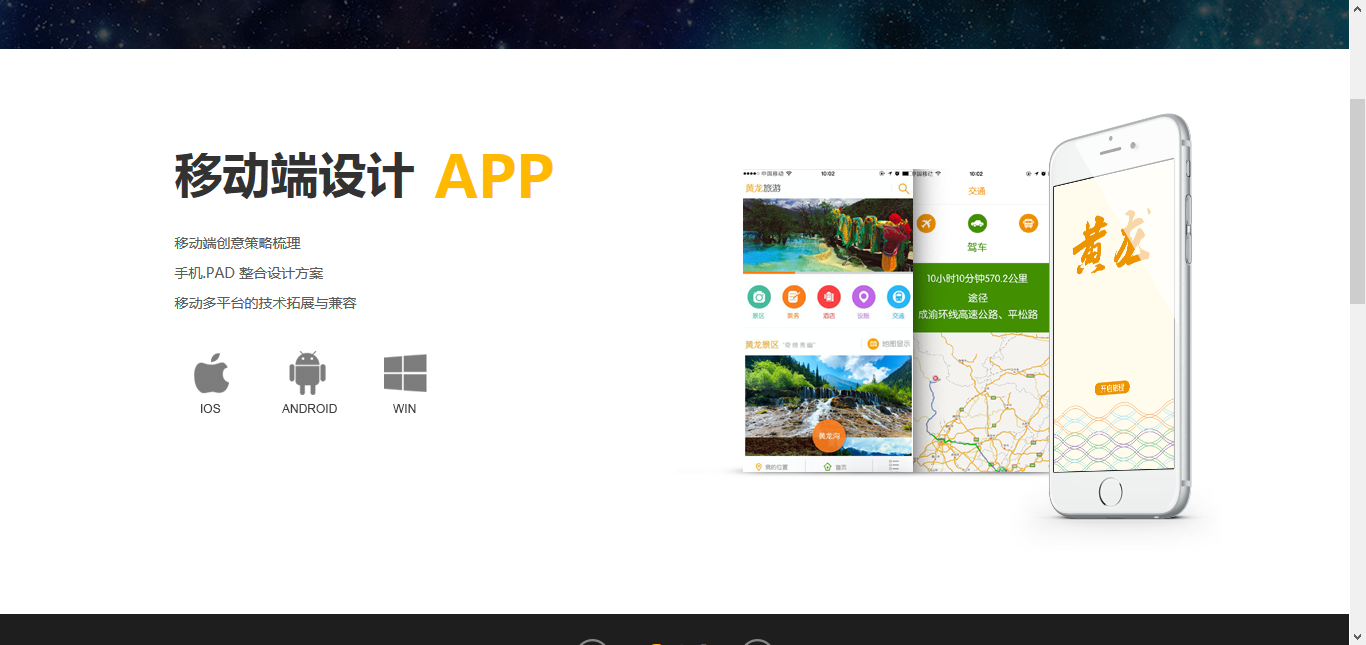 移动端设计 APP
移动端创意策略梳理
手机.PAD 整合设计方案
移动多平台的技术拓展与兼容
IOS
ANDROID
WIN
中国移动 10:02
黄龙旅游
景区 票务 酒店 设施 交通
黄龙景区
地图显示
黄龙沟
我的位置 首页
中国移动 10:02
交通
驾车
10小时10分钟570.2公里
途径
成渝环线高速公路、平松路
黄龙
开启旅程